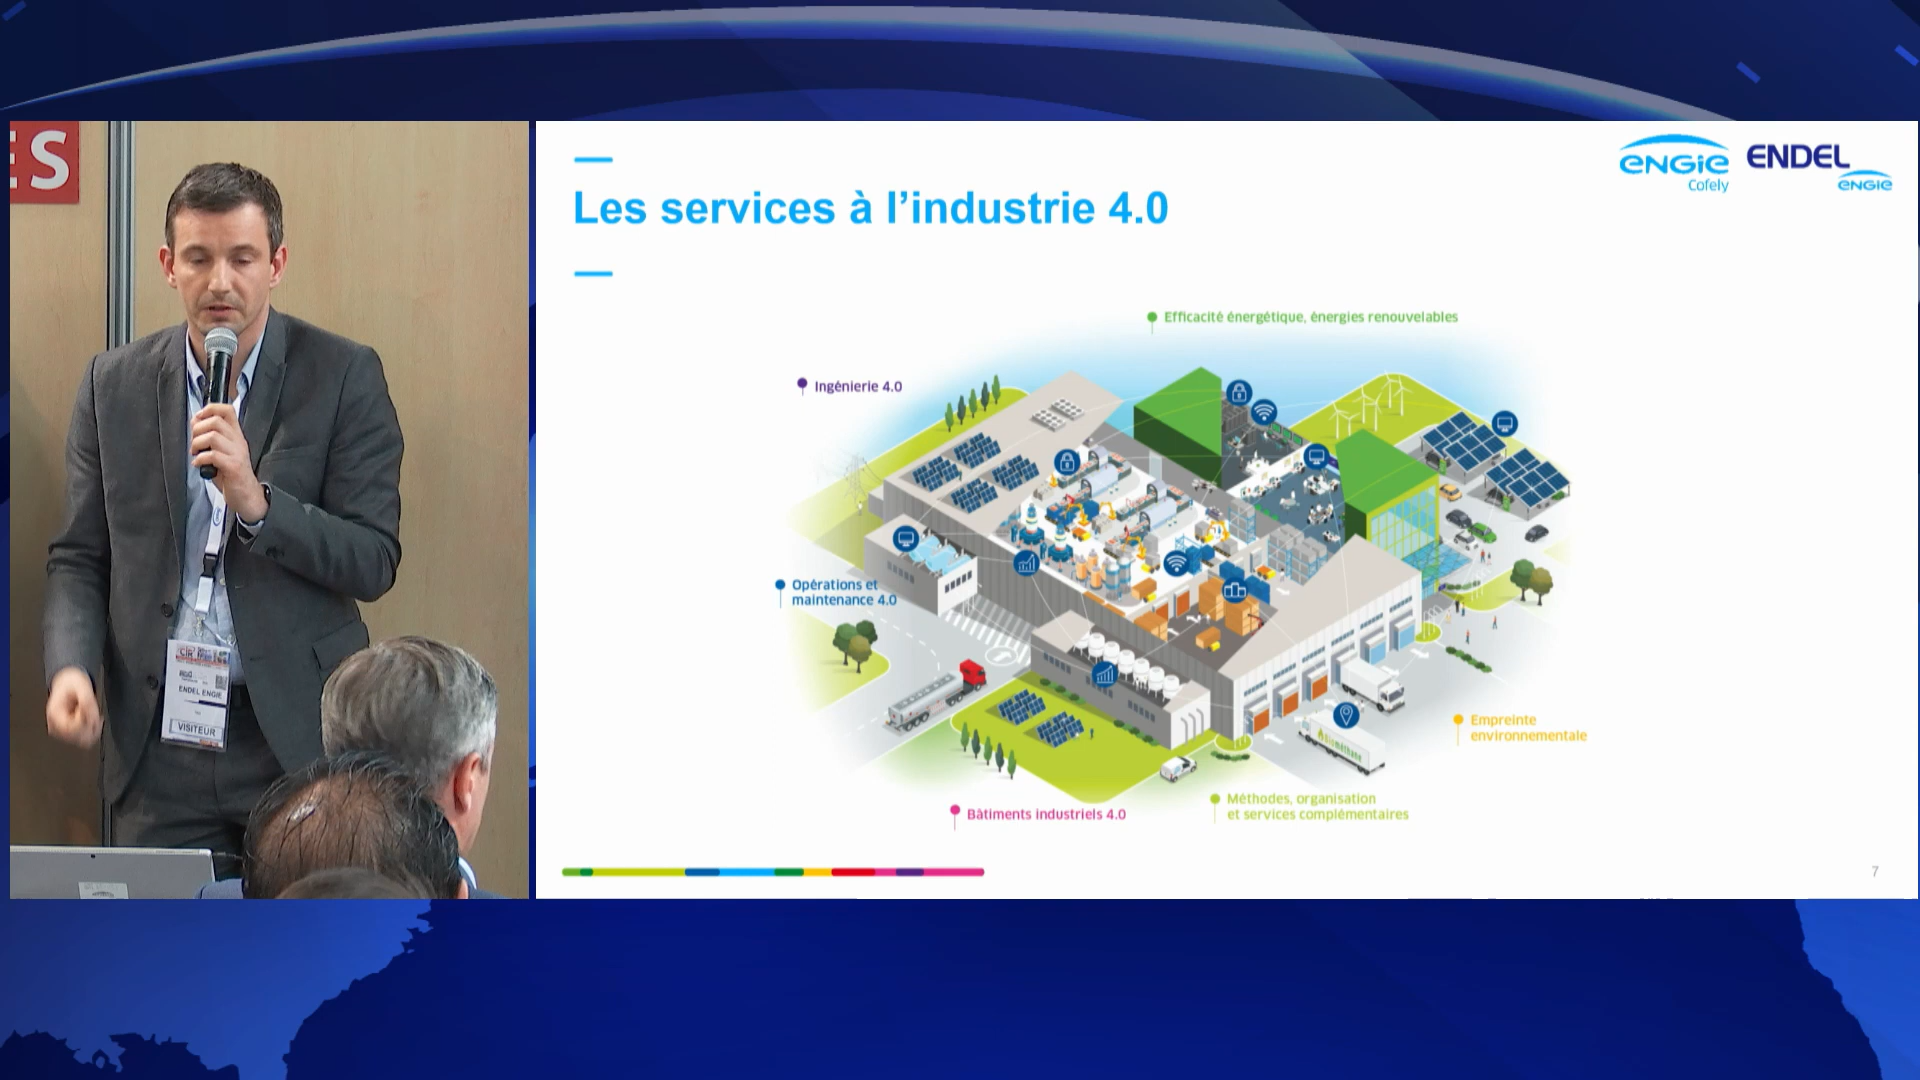 ES
ENDEL ENGIE
VISITEUR
ENGiE
Cofely
ENDEL
ENGiE
Les services à l’industrie 4.0
Efficacité énergétique, énergies renouvelables
Ingénierie 4.0
Opérations et
maintenance 4.0
Empreinte
environnementale
Biométhane
Méthodes, organisation
et services complémentaires
Bâtiments industriels 4.0
7